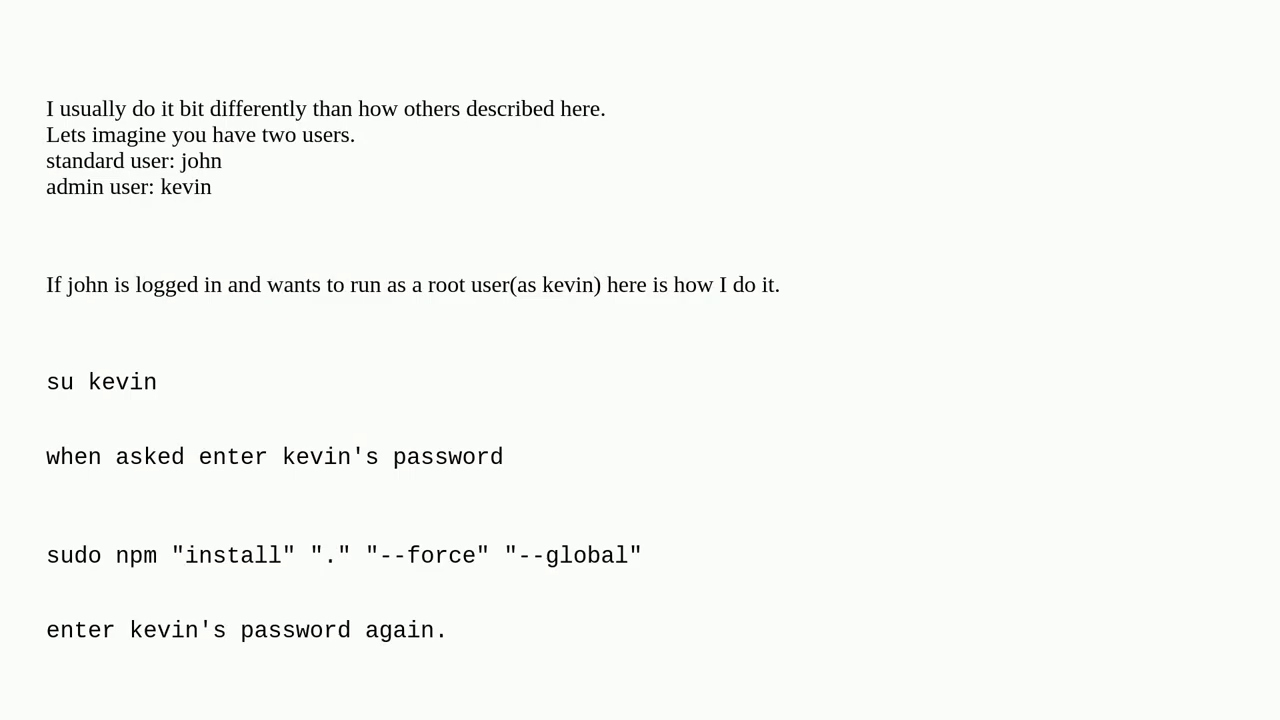 I usually do it bit differently than how others described here.
Lets imagine you have two users.
standard user: john
admin user: kevin
If john is logged in and wants to run as a root user(as kevin) here is how I do it.
su kevin
when asked enter kevin's password
sudo npm "install" "." "--force" "--global"
enter kevin's password again.